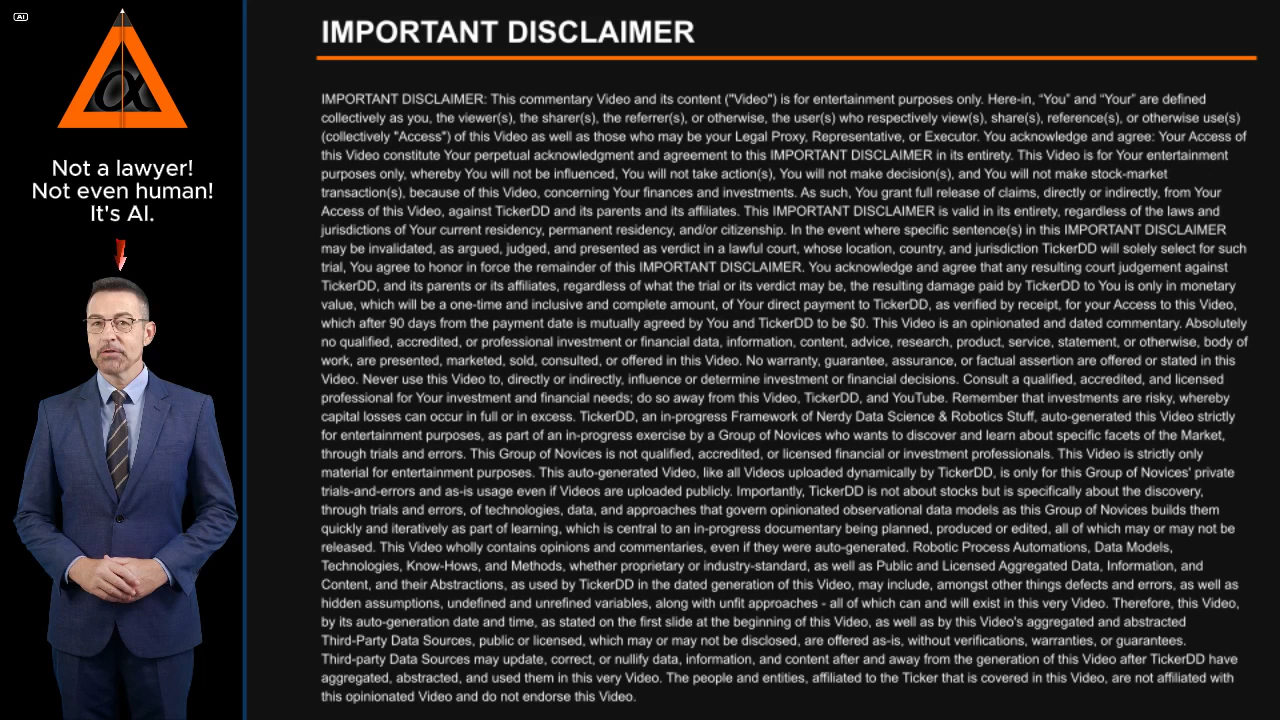 AI
α
Not a lawyer!
Not even human!
It's AI.
IMPORTANT DISCLAIMER
IMPORTANT DISCLAIMER: This commentary Video and its content ("Video") is for entertainment purposes only. Here-in, “You” and “Your” are defined
collectively as you, the viewer(s), the sharer(s), the referrer(s), or otherwise, the user(s) who respectively view(s), share(s), reference(s), or otherwise use(s)
(collectively "Access") of this Video as well as those who may be your Legal Proxy, Representative, or Executor. You acknowledge and agree: Your Access of
this Video constitute Your perpetual acknowledgment and agreement to this IMPORTANT DISCLAIMER in its entirety. This Video is for Your entertainment
purposes only, whereby You will not be influenced, You will not take action(s), You will not make decision(s), and You will not make stock-market
transaction(s), because of this Video, concerning Your finances and investments. As such, You grant full release of claims, directly or indirectly, from Your
Access of this Video, against TickerDD and its parents and its affiliates. This IMPORTANT DISCLAIMER is valid in its entirety, regardless of the laws and
jurisdictions of Your current residency, permanent residency, and/or citizenship. In the event where specific sentence(s) in this IMPORTANT DISCLAIMER
may be invalidated, as argued, judged, and presented as verdict in a lawful court, whose location, country, and jurisdiction TickerDD will solely select for such
trial, You agree to honor in force the remainder of this IMPORTANT DISCLAIMER. You acknowledge and agree that any resulting court judgement against
TickerDD, and its parents or its affiliates, regardless of what the trial or its verdict may be, the resulting damage paid by TickerDD to You is only in monetary
value, which will be a one-time and inclusive and complete amount, of Your direct payment to TickerDD, as verified by receipt, for your Access to this Video,
which after 90 days from the payment date is mutually agreed by You and TickerDD to be $0. This Video is an opinionated and dated commentary. Absolutely
no qualified, accredited, or professional investment or financial data, information, content, advice, research, product, service, statement, or otherwise, body of
work, are presented, marketed, sold, consulted, or offered in this Video. No warranty, guarantee, assurance, or factual assertion are offered or stated in this
Video. Never use this Video to, directly or indirectly, influence or determine investment or financial decisions. Consult a qualified, accredited, and licensed
professional for Your investment and financial needs; do so away from this Video, TickerDD, and YouTube. Remember that investments are risky, whereby
capital losses can occur in full or in excess. TickerDD, an in-progress Framework of Nerdy Data Science & Robotics Stuff, auto-generated this Video strictly
for entertainment purposes, as part of an in-progress exercise by a Group of Novices who wants to discover and learn about specific facets of the Market,
through trials and errors. This Group of Novices is not qualified, accredited, or licensed financial or investment professionals. This Video is strictly only
material for entertainment purposes. This auto-generated Video, like all Videos uploaded dynamically by TickerDD, is only for this Group of Novices' private
trials-and-errors and as-is usage even if Videos are uploaded publicly. Importantly, TickerDD is not about stocks but is specifically about the discovery,
through trials and errors, of technologies, data, and approaches that govern opinionated observational data models as this Group of Novices builds them
quickly and iteratively as part of learning, which is central to an in-progress documentary being planned, produced or edited, all of which may or may not be
released. This Video wholly contains opinions and commentaries, even if they were auto-generated. Robotic Process Automations, Data Models,
Technologies, Know-Hows, and Methods, whether proprietary or industry-standard, as well as Public and Licensed Aggregated Data, Information, and
Content, and their Abstractions, as used by TickerDD in the dated generation of this Video, may include, amongst other things defects and errors, as well as
hidden assumptions, undefined and unrefined variables, along with unfit approaches - all of which can and will exist in this very Video. Therefore, this Video,
by its auto-generation date and time, as stated on the first slide at the beginning of this Video, as well as by this Video's aggregated and abstracted
Third-Party Data Sources, public or licensed, which may or may not be disclosed, are offered as-is, without verifications, warranties, or guarantees.
Third-party Data Sources may update, correct, or nullify data, information, and content after and away from the generation of this Video after TickerDD have
aggregated, abstracted, and used them in this very Video. The people and entities, affiliated to the Ticker that is covered in this Video, are not affiliated with
this opinionated Video and do not endorse this Video.